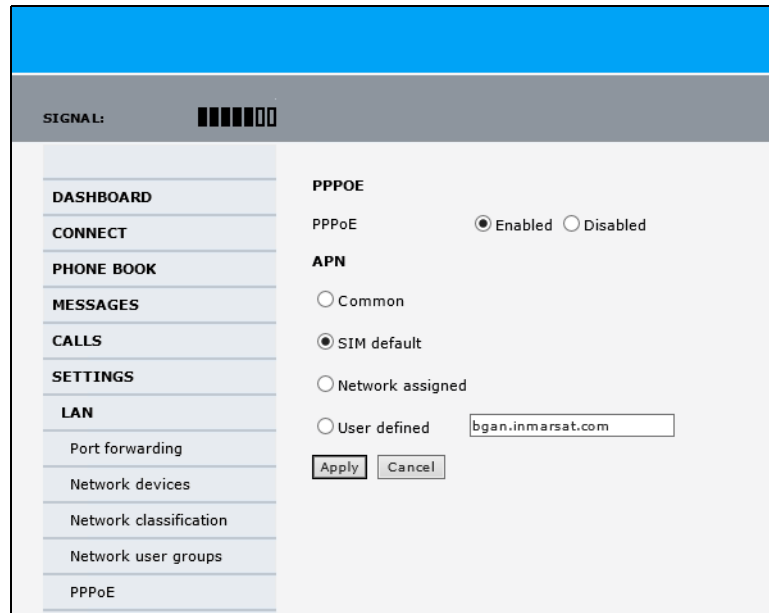 SIGNAL:
DASHBOARD
CONNECT
PHONE BOOK
MESSAGES
CALLS
SETTINGS
LAN
Port forwarding
Network devices
Network classification
Network user groups
PPPoE
PPPOE
PPPoE Enabled Disabled
APN
Common
SIM default
Network assigned
User defined bgan.inmarsat.com
Apply Cancel